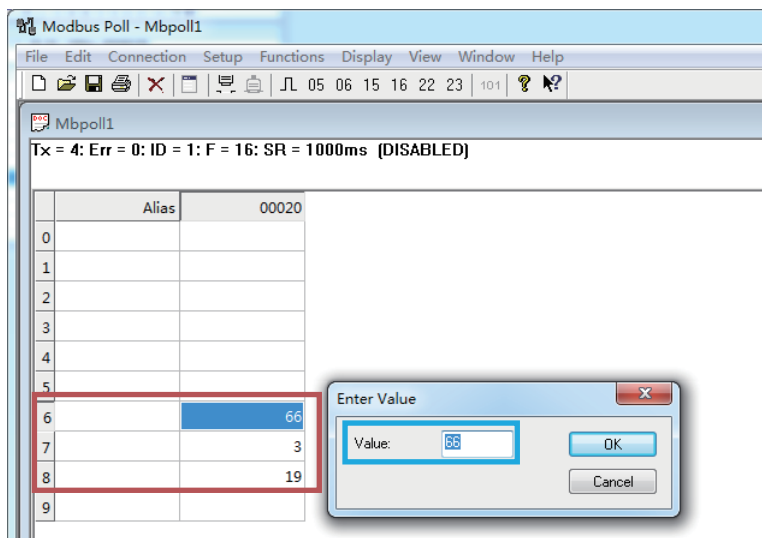 Modbus Poll - Mbpoll1
File Edit Connection Setup Functions Display View Window Help
05 06 15 16 22 23 101
Mbpoll1
Tx = 4: Err = 0: ID = 1: F = 16: SR = 1000ms (DISABLED)
Alias 00020
0
1
2
3
4
5
Enter Value
6 66
Value: 66 OK
7 3
8 19
Cancel
9